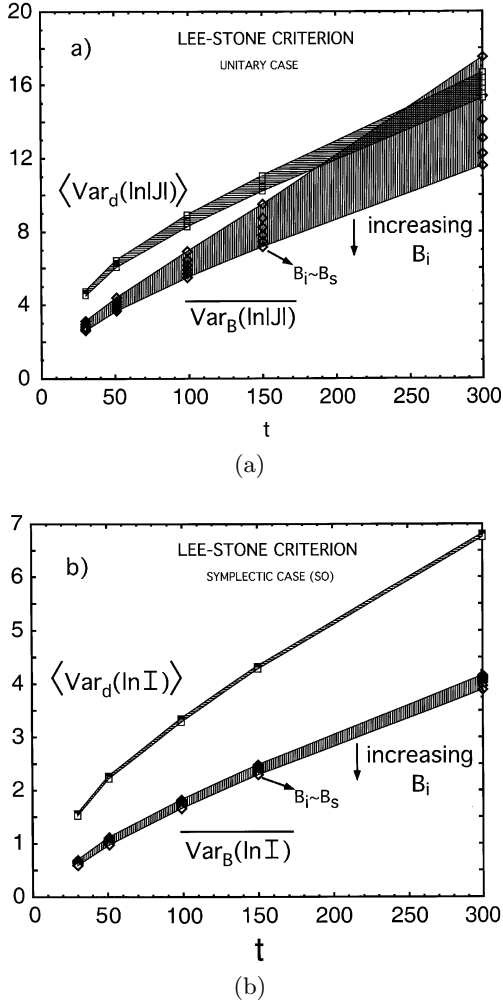 20
16
12
8
4
0
a)
LEE-STONE CRITERION
UNITARY CASE
⟨Var_d(ln|J|)⟩
increasing
B_i
B_i~B_s
Var_B(ln|J|)
0 50 100 150 200 250 300
t
(a)
7
6
5
4
3
2
1
0
b)
LEE-STONE CRITERION
SYMPLECTIC CASE (SO)
⟨Var_d(ln I)⟩
increasing
B_i
B_i~B_s
Var_B(ln I)
0 50 100 150 200 250 300
t
(b)